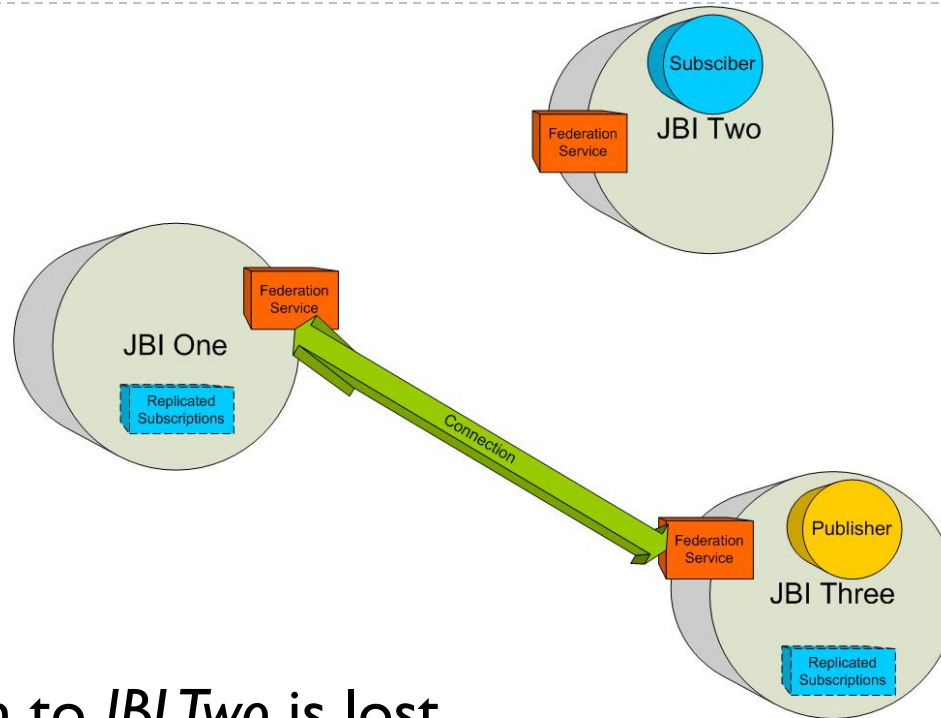 Subsciber
JBI Two
Federation
Service
Federation
Service
JBI One
Replicated
Subscriptions
Connection
Federation
Service
Publisher
JBI Three
Replicated
Subscriptions
to JBI Two is lost